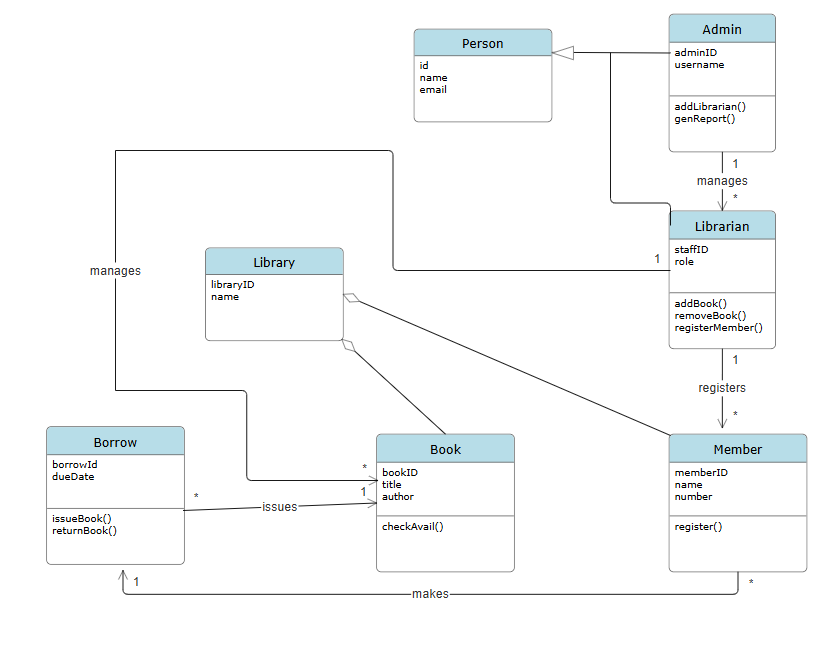 Person
id
name
email
Admin
adminID
username
addLibrarian()
genReport()
1
manages
*
Librarian
staffID
role
addBook()
removeBook()
registerMember()
1
manages
Library
libraryID
name
1
registers
*
Borrow
borrowId
dueDate
issueBook()
returnBook()
*
issues
*
1
Book
bookID
title
author
checkAvail()
Member
memberID
name
number
register()
1
makes
*